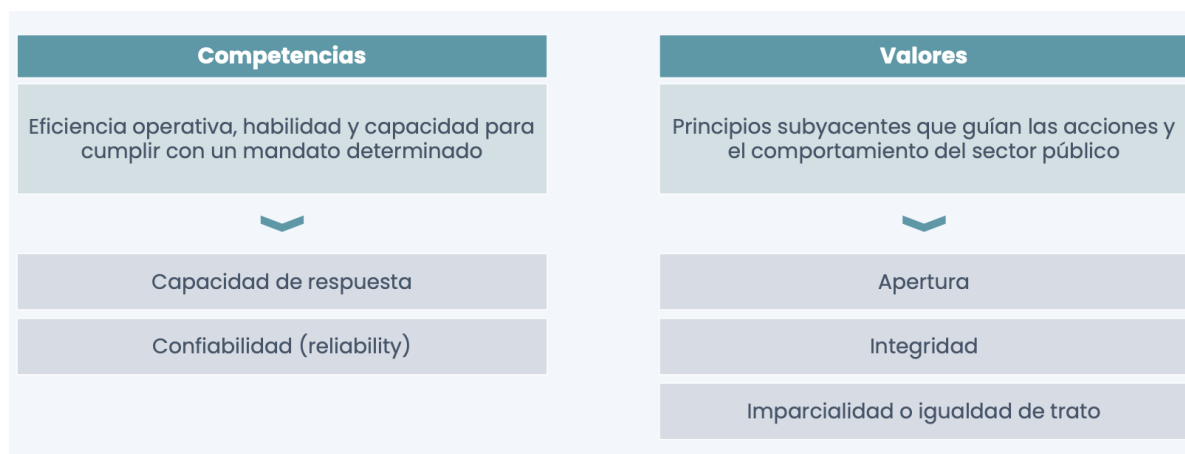 Competencias
Eficiencia operativa, habilidad y capacidad para
cumplir con un mandato determinado
Capacidad de respuesta
Confiabilidad (reliability)
Valores
Principios subyacentes que guían las acciones y
el comportamiento del sector público
Apertura
Integridad
Imparcialidad o igualdad de trato